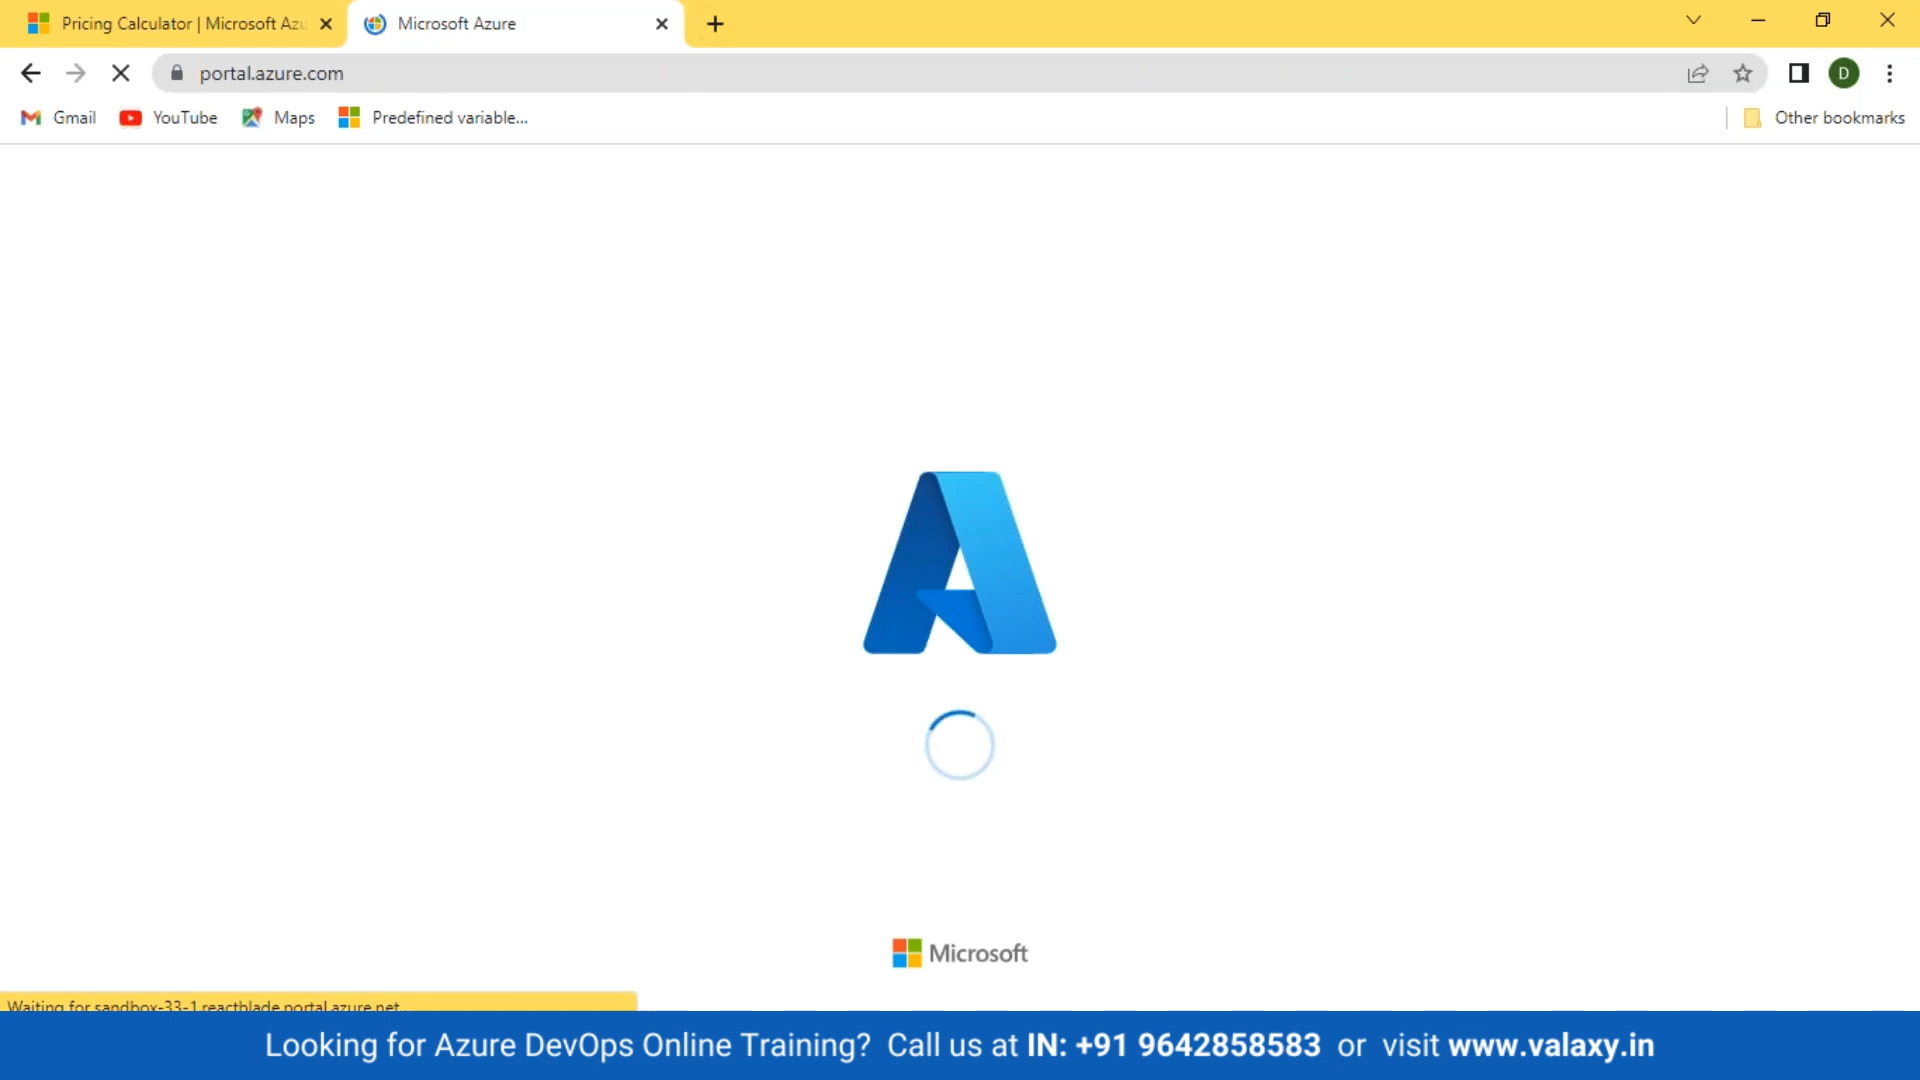 Pricing Calculator | Microsoft Azu
Microsoft Azure
portal.azure.com
Gmail
YouTube
Maps
Predefined variable...
Other bookmarks
D
Microsoft
Waiting for sandbox-33-1.reactblade.portal.azure.net...
Looking for Azure DevOps Online Training? Call us at IN: +91 9642858583 or visit www.valaxy.in